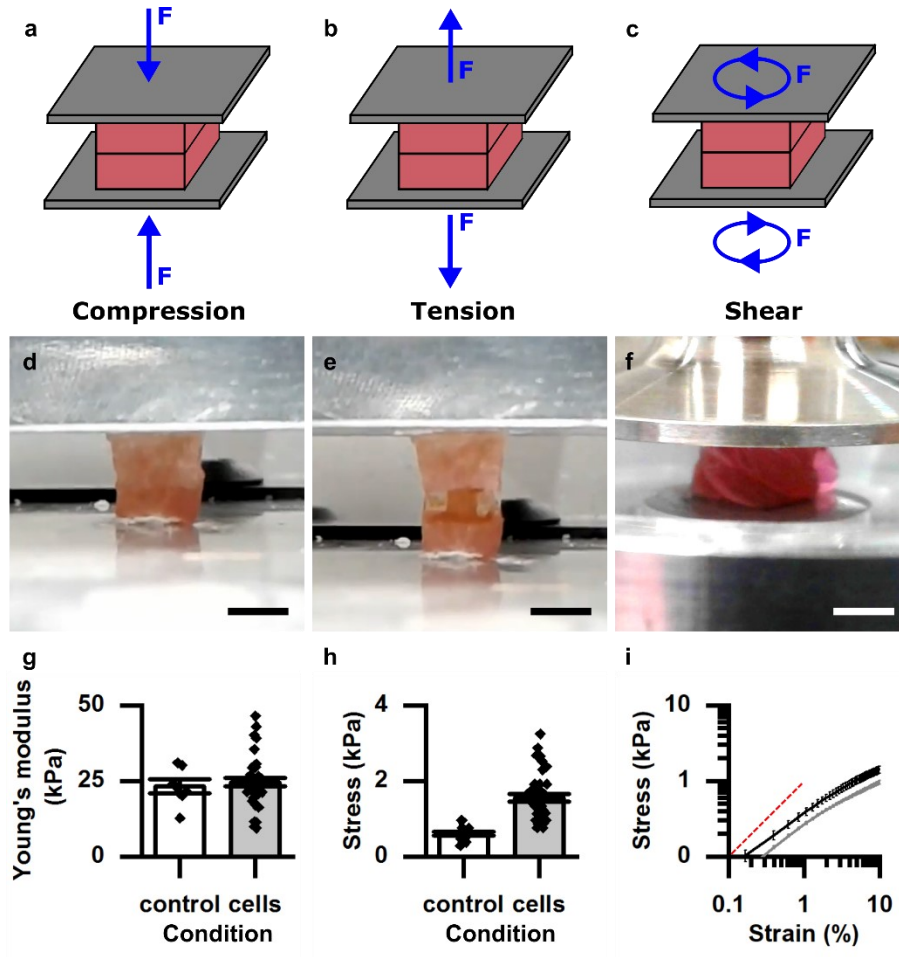 a F b c
F F
F F F
Compression Tension Shear
d e f
g h i
50 4 10
Young's modulus
(kPa)
25
0
Stress (kPa)
2
0
Stress (kPa)
1
0
control cells control cells 0.1 1 10
Condition Condition Strain (%)